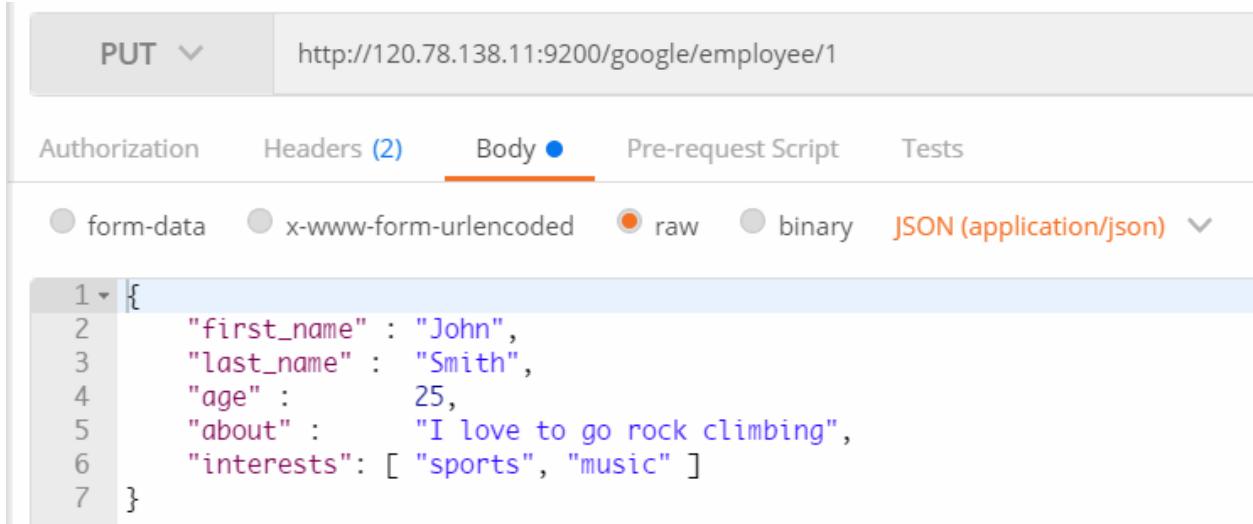 PUT http://120.78.138.11:9200/google/employee/1
Authorization Headers (2) Body Pre-request Script Tests
form-data x-www-form-urlencoded raw binary JSON (application/json)
1 {
2 "first_name" : "John",
3 "last_name" : "Smith",
4 "age" : 25,
5 "about" : "I love to go rock climbing",
6 "interests": [ "sports", "music" ]
7 }